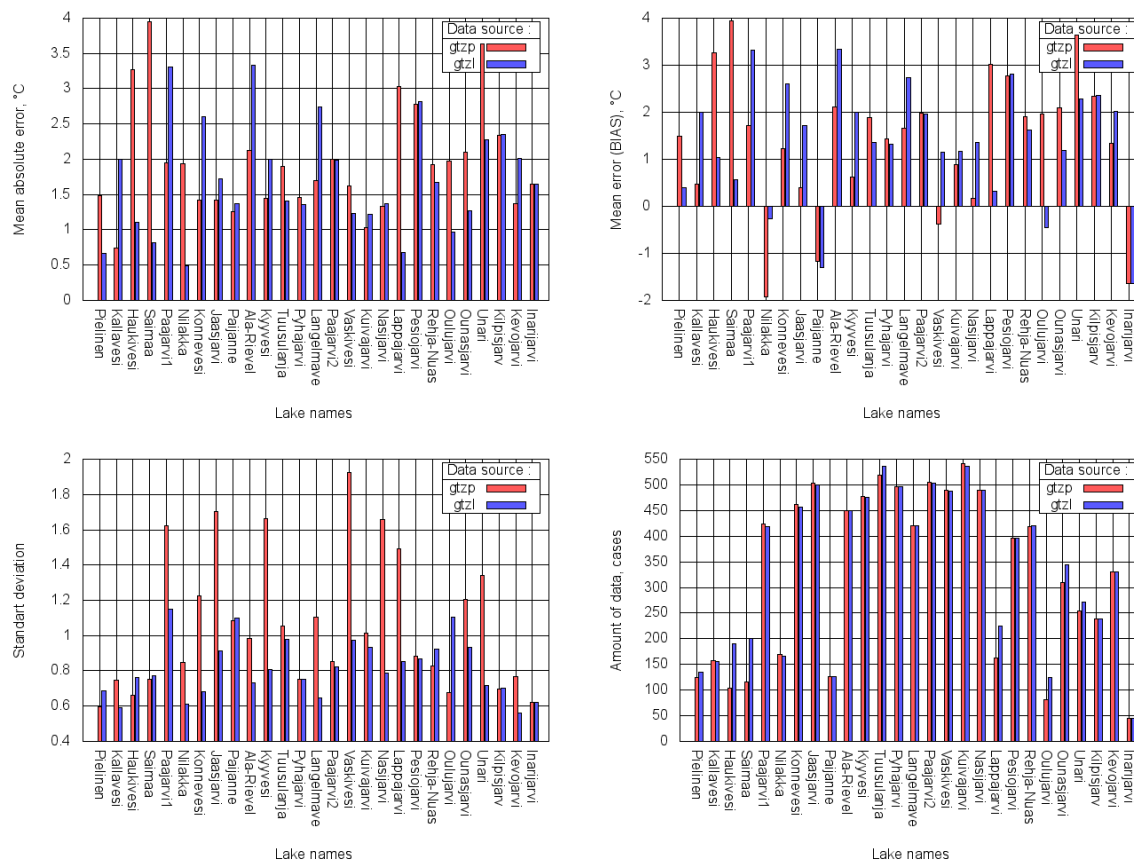 Mean absolute error, °C
4
3.5
3
2.5
2
1.5
1
0.5
0
Data source :
gtzp
gtzl
Pielinen
Kallavesi
Haukivesi
Saimaa
Paajarvi1
Nilakka
Konnevesi
Jaasjarvi
Paijanne
Ala-Rievel
Kyyvesi
Tuusulanja
Pyhajarvi
Langelmave
Paajarvi2
Vaskivesi
Kuivajarvi
Nasijarvi
Lappajarvi
Pesiojarvi
Rehja-Nuas
Oulujarvi
Ounasjarvi
Unari
Kilpisjarv
Kevojarvi
Inarijarvi
Lake names
Mean error (BIAS), °C
4
3
2
1
0
-1
-2
Data source :
gtzp
gtzl
Pielinen
Kallavesi
Haukivesi
Saimaa
Paajarvi1
Nilakka
Konnevesi
Jaasjarvi
Paijanne
Ala-Rievel
Kyyvesi
Tuusulanja
Pyhajarvi
Langelmave
Paajarvi2
Vaskivesi
Kuivajarvi
Nasijarvi
Lappajarvi
Pesiojarvi
Rehja-Nuas
Oulujarvi
Ounasjarvi
Unari
Kilpisjarv
Kevojarvi
Inarijarvi
Lake names
Standart deviation
2
1.8
1.6
1.4
1.2
1
0.8
0.6
0.4
Data source :
gtzp
gtzl
Pielinen
Kallavesi
Haukivesi
Saimaa
Paajarvi1
Nilakka
Konnevesi
Jaasjarvi
Paijanne
Ala-Rievel
Kyyvesi
Tuusulanja
Pyhajarvi
Langelmave
Paajarvi2
Vaskivesi
Kuivajarvi
Nasijarvi
Lappajarvi
Pesiojarvi
Rehja-Nuas
Oulujarvi
Ounasjarvi
Unari
Kilpisjarv
Kevojarvi
Inarijarvi
Lake names
Amount of data, cases
550
500
450
400
350
300
250
200
150
100
50
0
Data source :
gtzp
gtzl
Pielinen
Kallavesi
Haukivesi
Saimaa
Paajarvi1
Nilakka
Konnevesi
Jaasjarvi
Paijanne
Ala-Rievel
Kyyvesi
Tuusulanja
Pyhajarvi
Langelmave
Paajarvi2
Vaskivesi
Kuivajarvi
Nasijarvi
Lappajarvi
Pesiojarvi
Rehja-Nuas
Oulujarvi
Ounasjarvi
Unari
Kilpisjarv
Kevojarvi
Inarijarvi
Lake names